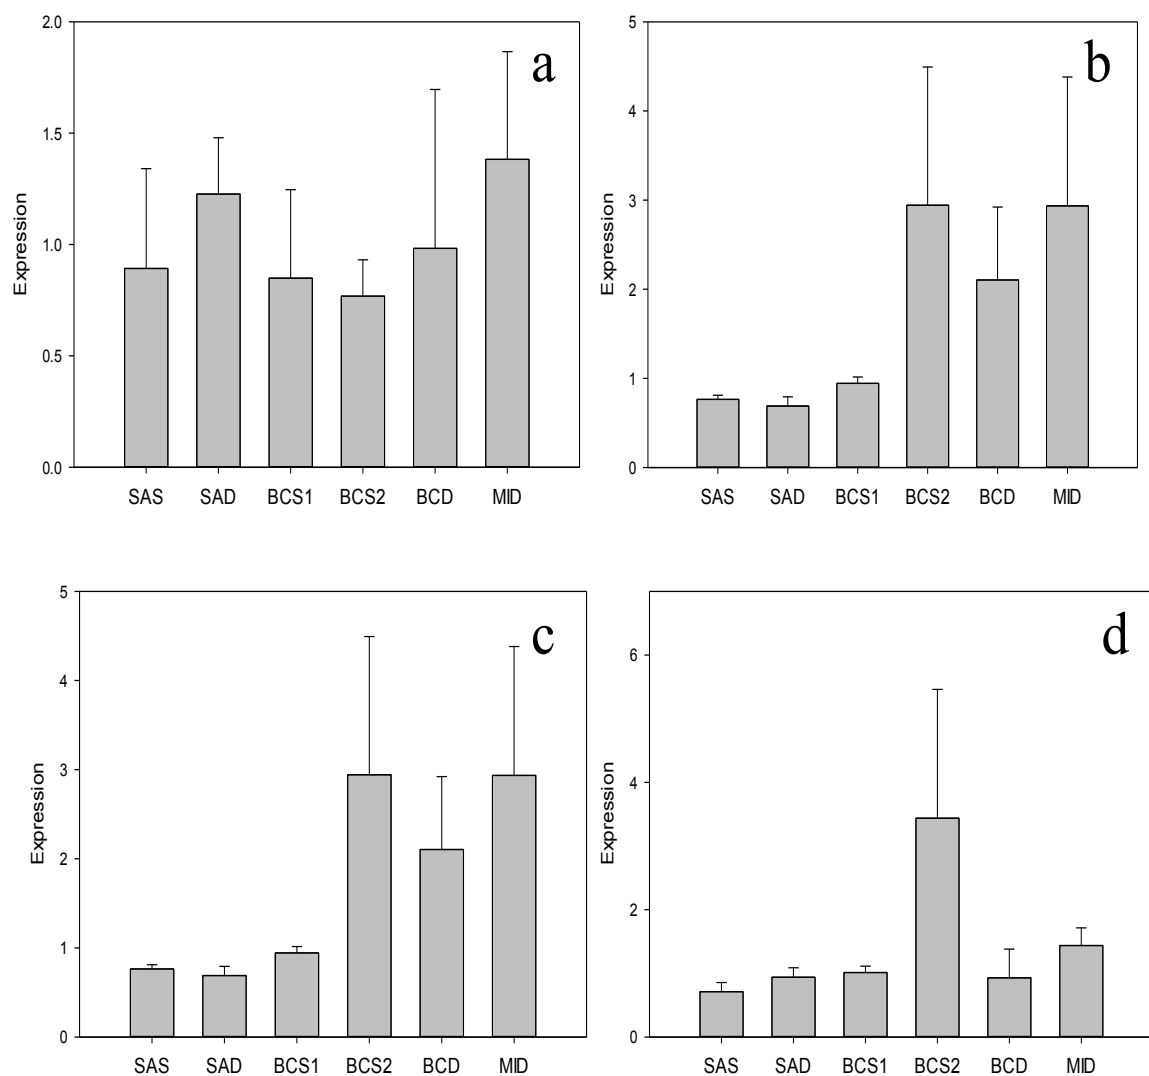 a
2.0
1.5
1.0
0.5
0.0
Expression
SAS SAD BCS1 BCS2 BCD MID
b
5
4
3
2
1
0
Expression
SAS SAD BCS1 BCS2 BCD MID
c
5
4
3
2
1
0
Expression
SAS SAD BCS1 BCS2 BCD MID
d
6
4
2
0
Expression
SAS SAD BCS1 BCS2 BCD MID